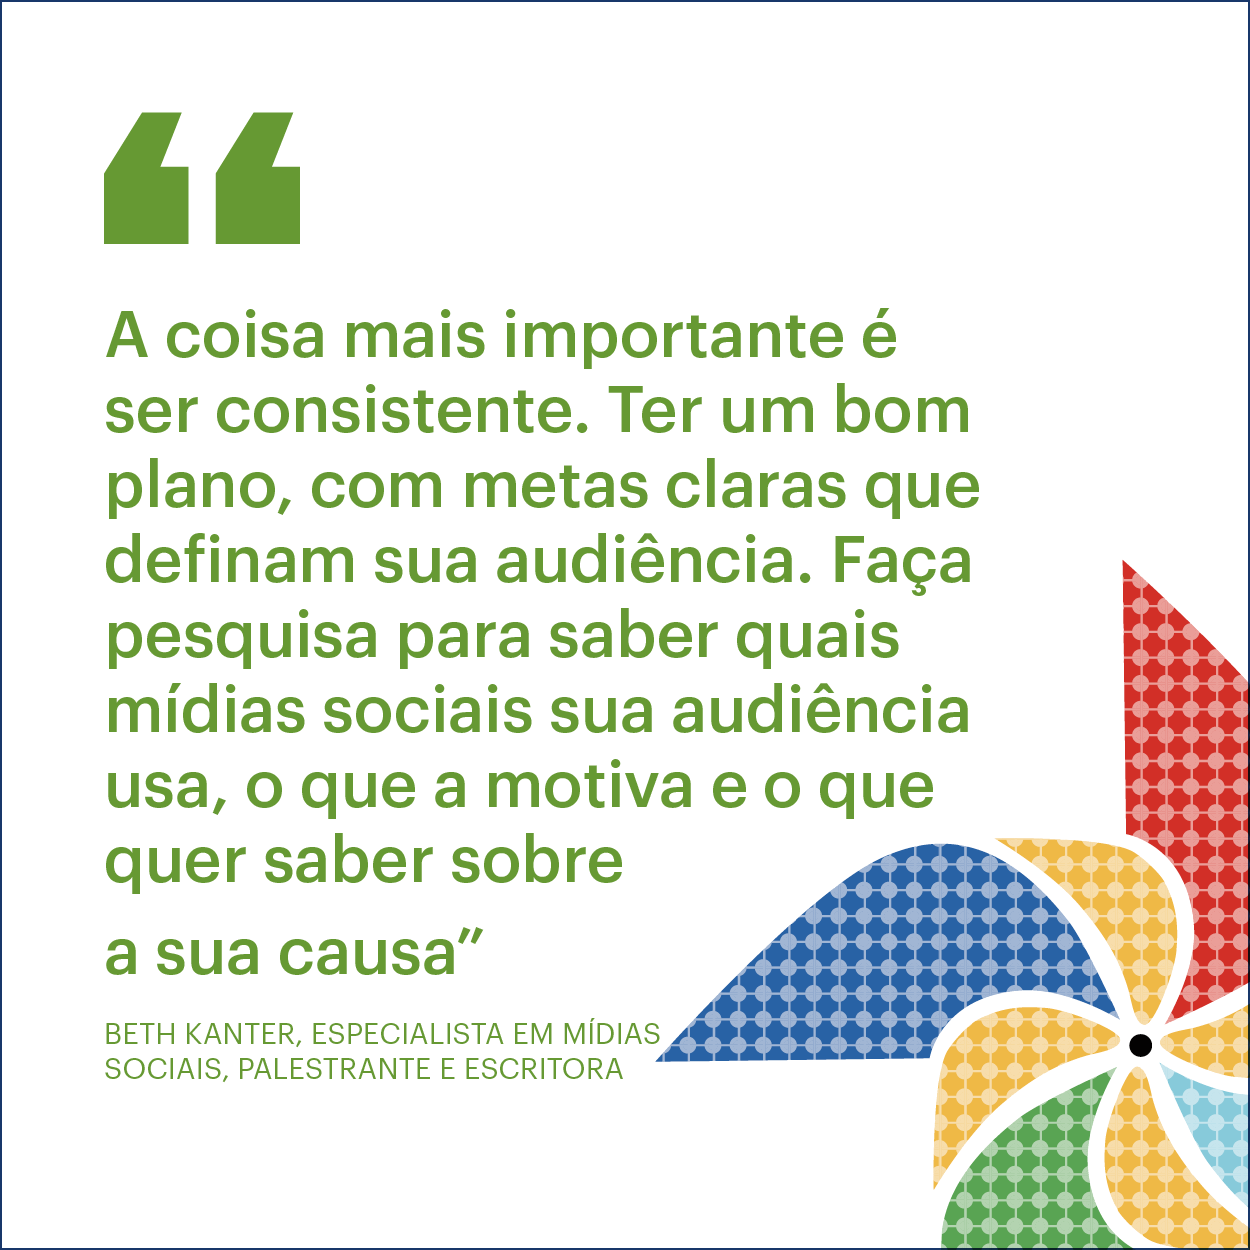 “
A coisa mais importante é
ser consistente. Ter um bom
plano, com metas claras que
definam sua audiência. Faça
pesquisa para saber quais
mídias sociais sua audiência
usa, o que a motiva e o que
quer saber sobre
a sua causa”
BETH KANTER, ESPECIALISTA EM MÍDIAS
SOCIAIS, PALESTRANTE E ESCRITORA